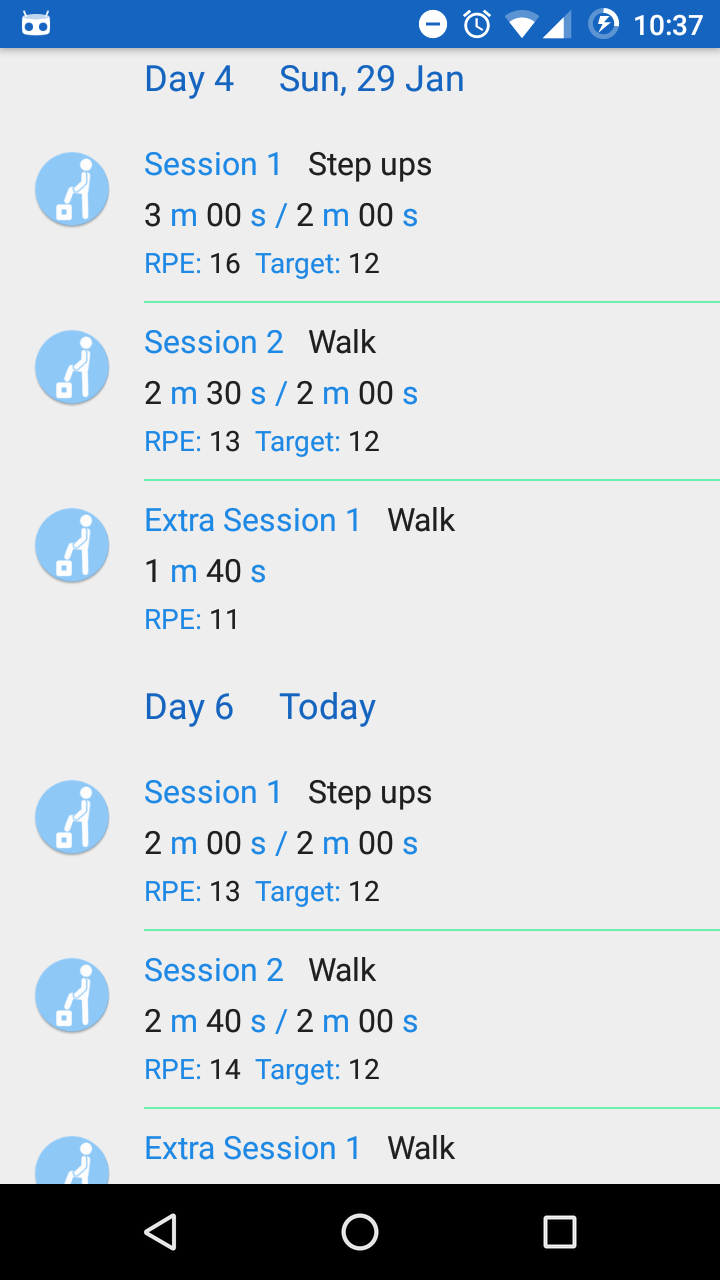 10:37
Day 4 Sun, 29 Jan
Session 1 Step ups
3 m 00 s / 2 m 00 s
RPE: 16 Target: 12
Session 2 Walk
2 m 30 s / 2 m 00 s
RPE: 13 Target: 12
Extra Session 1 Walk
1 m 40 s
RPE: 11
Day 6 Today
Session 1 Step ups
2 m 00 s / 2 m 00 s
RPE: 13 Target: 12
Session 2 Walk
2 m 40 s / 2 m 00 s
RPE: 14 Target: 12
Extra Session 1 Walk